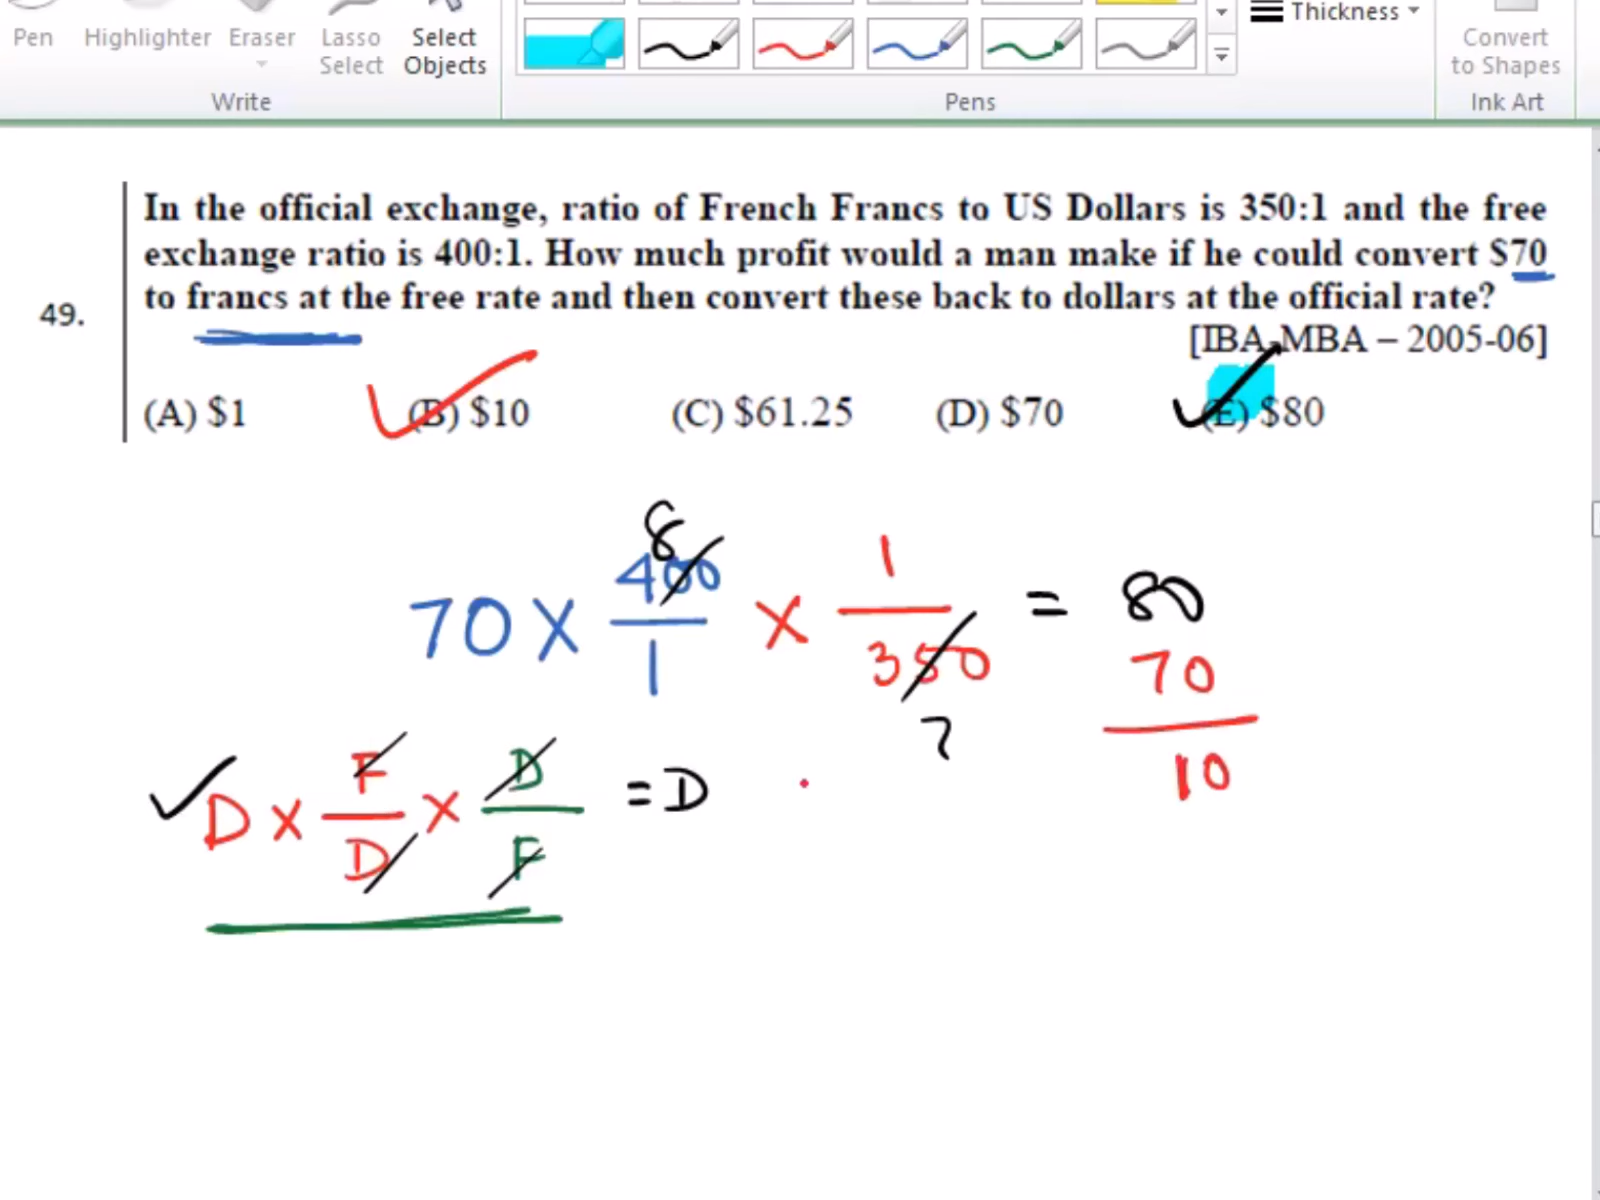 Pen Highlighter Eraser Lasso Select Select Objects
Write
Pens
Thickness
Convert to Shapes
Ink Art
49.
In the official exchange, ratio of French Francs to US Dollars is 350:1 and the free
exchange ratio is 400:1. How much profit would a man make if he could convert $70
to francs at the free rate and then convert these back to dollars at the official rate?
[IBA-MBA – 2005-06]
(A) $1 (B) $10 (C) $61.25 (D) $70 (E) $80
8
70 × 400/1 × 1/350 = 80
7
70
10
D × F/D × D/F = D